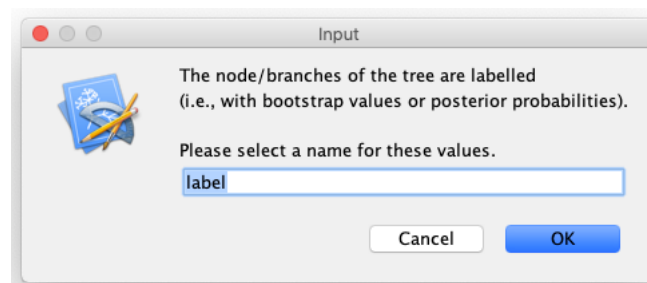 Input
The node/branches of the tree are labelled
(i.e., with bootstrap values or posterior probabilities).
Please select a name for these values.
label
Cancel OK